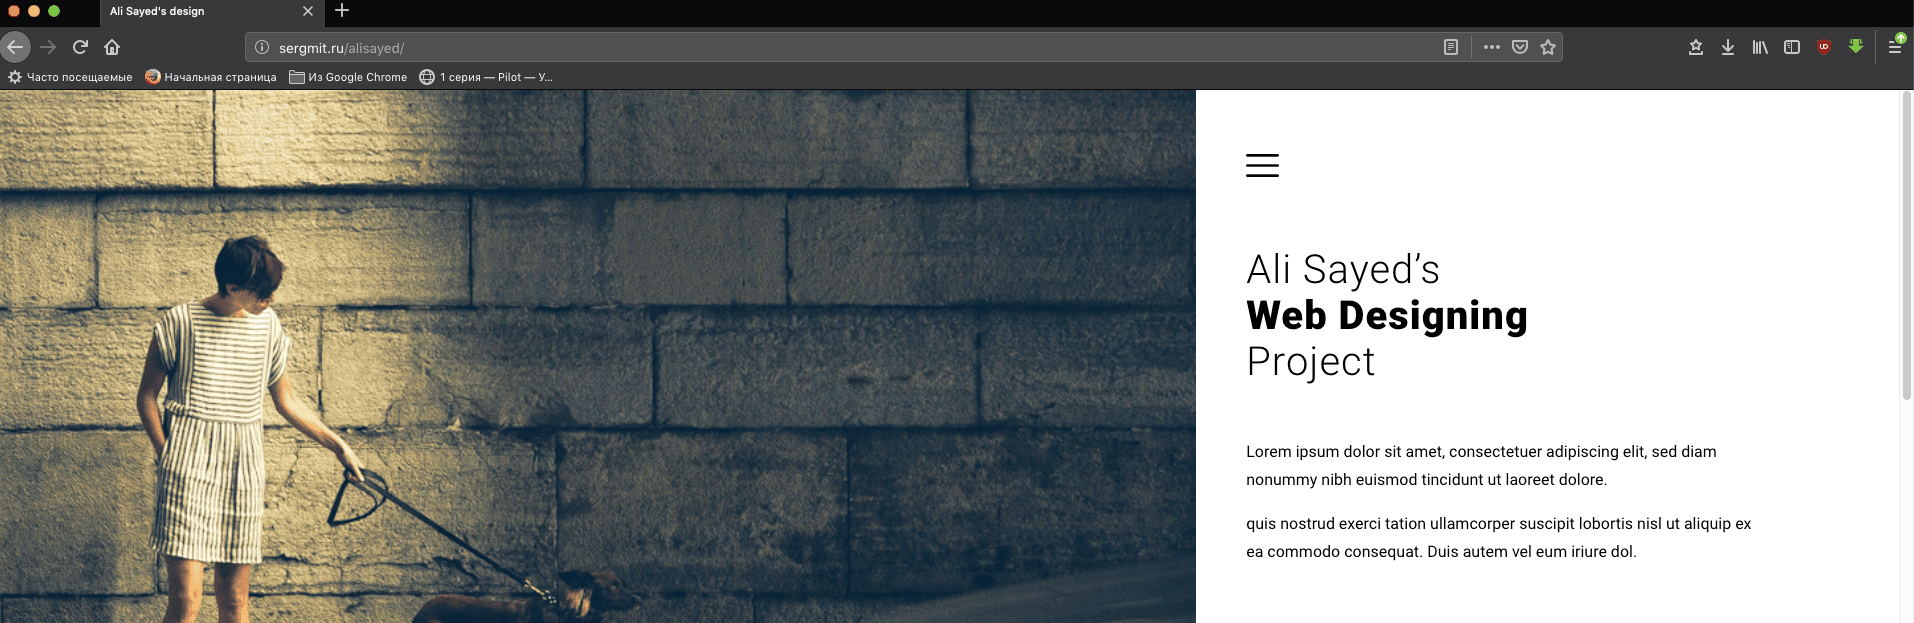 Ali Sayed's design
sergmit.ru/alisayed/
Часто посещаемые
Начальная страница
Из Google Chrome
1 серия — Pilot — У...
Ali Sayed’s
Web Designing
Project
Lorem ipsum dolor sit amet, consectetuer adipiscing elit, sed diam
nonummy nibh euismod tincidunt ut laoreet dolore.
quis nostrud exerci tation ullamcorper suscipit lobortis nisl ut aliquip ex
ea commodo consequat. Duis autem vel eum iriure dol.